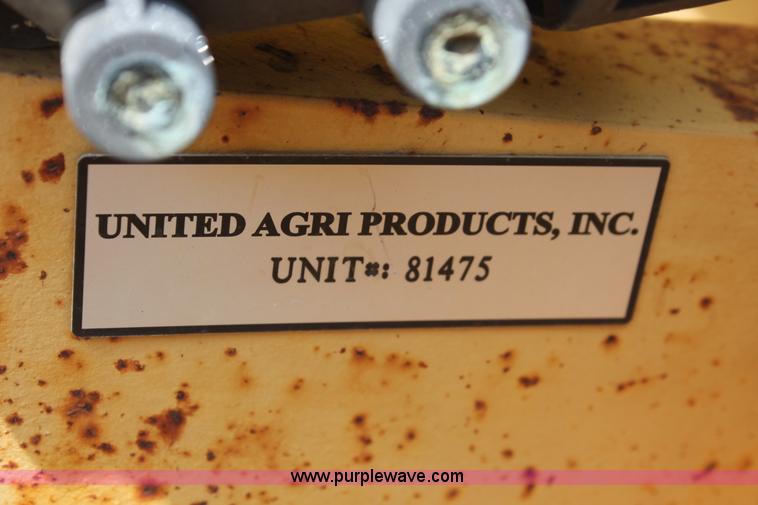 UNITED AGRI PRODUCTS, INC.
UNIT#: 81475
www.purplewave.com